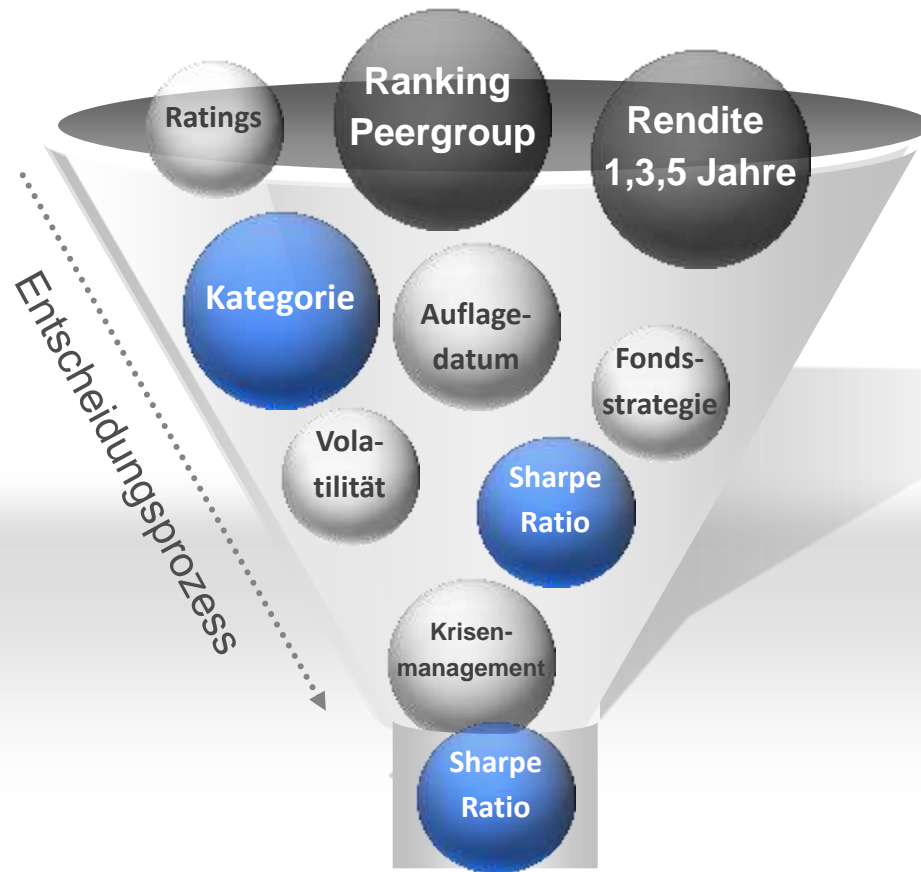 Ratings
Ranking
Peergroup
Rendite
1,3,5 Jahre
Kategorie
Auflage-
datum
Fonds-
strategie
Vola-
tilität
Sharpe
Ratio
Krisen-
management
Sharpe
Ratio
Entscheidungsprozess